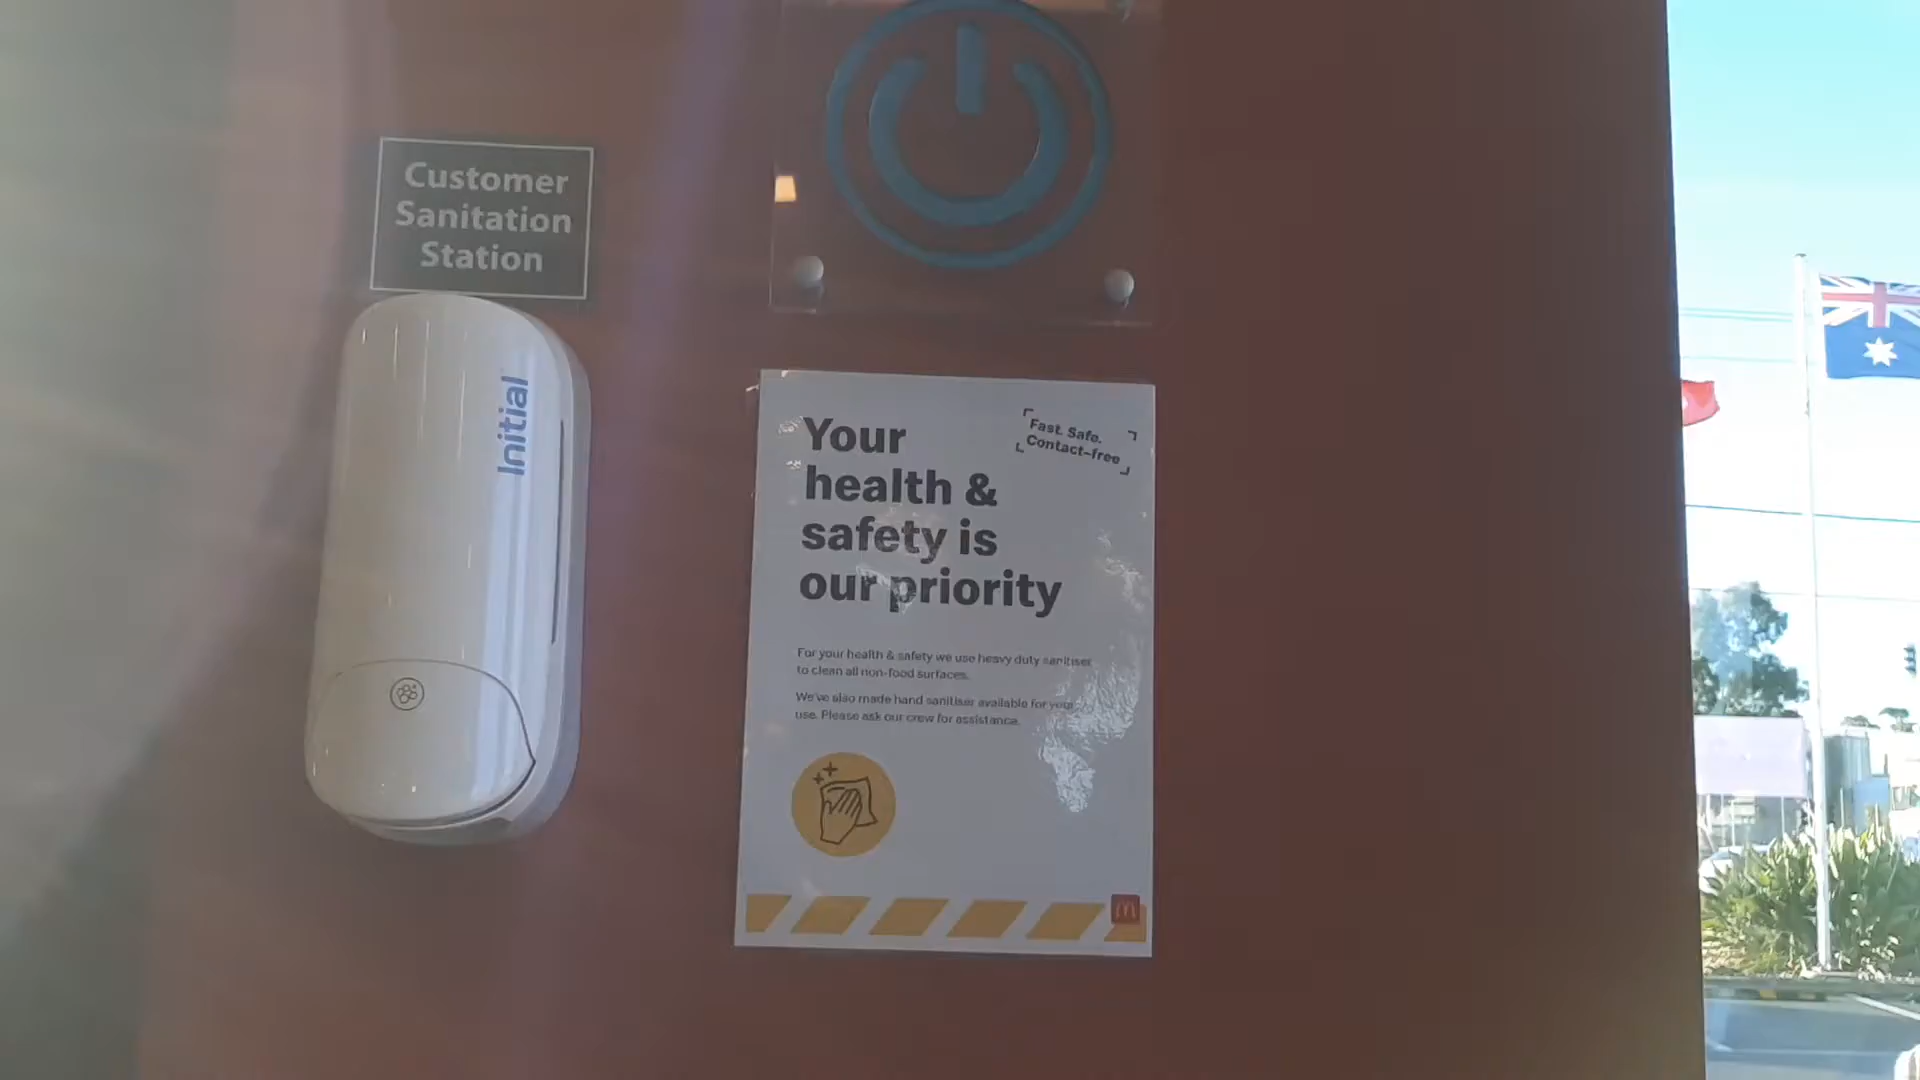 Customer
Sanitation
Station
Initial
Your
health &
safety is
our priority
Fast. Safe.
Contact-free
For your health & safety we use heavy duty sanitiser
to clean all non-food surfaces.
We've also made hand sanitiser available for your
use. Please ask our crew for assistance.